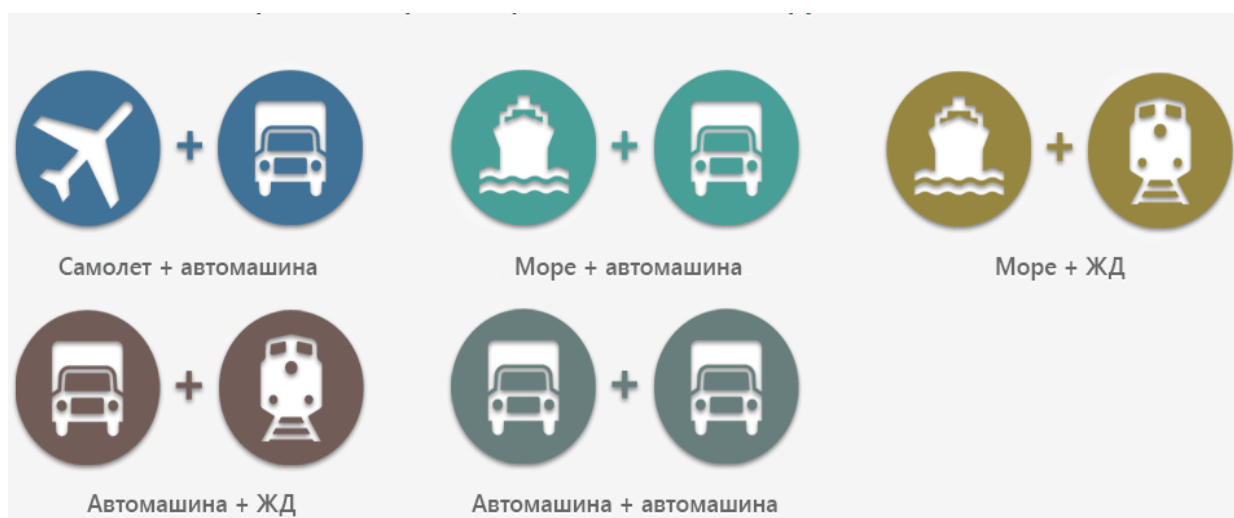 Самолет + автомашина
Море + автомашина
Море + ЖД
Автомашина + ЖД
Автомашина + автомашина